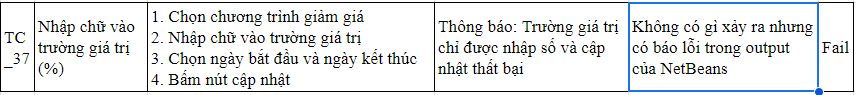 TC
_37
Nhập chữ vào
trường giá trị
(%)
1. Chọn chương trình giảm giá
2. Nhập chữ vào trường giá trị
3. Chọn ngày bắt đầu và ngày kết thúc
4. Bấm nút cập nhật
Thông báo: Trường giá trị
chỉ được nhập số và cập
nhật thất bại
Không có gì xảy ra nhưng
có báo lỗi trong output
của NetBeans
Fail